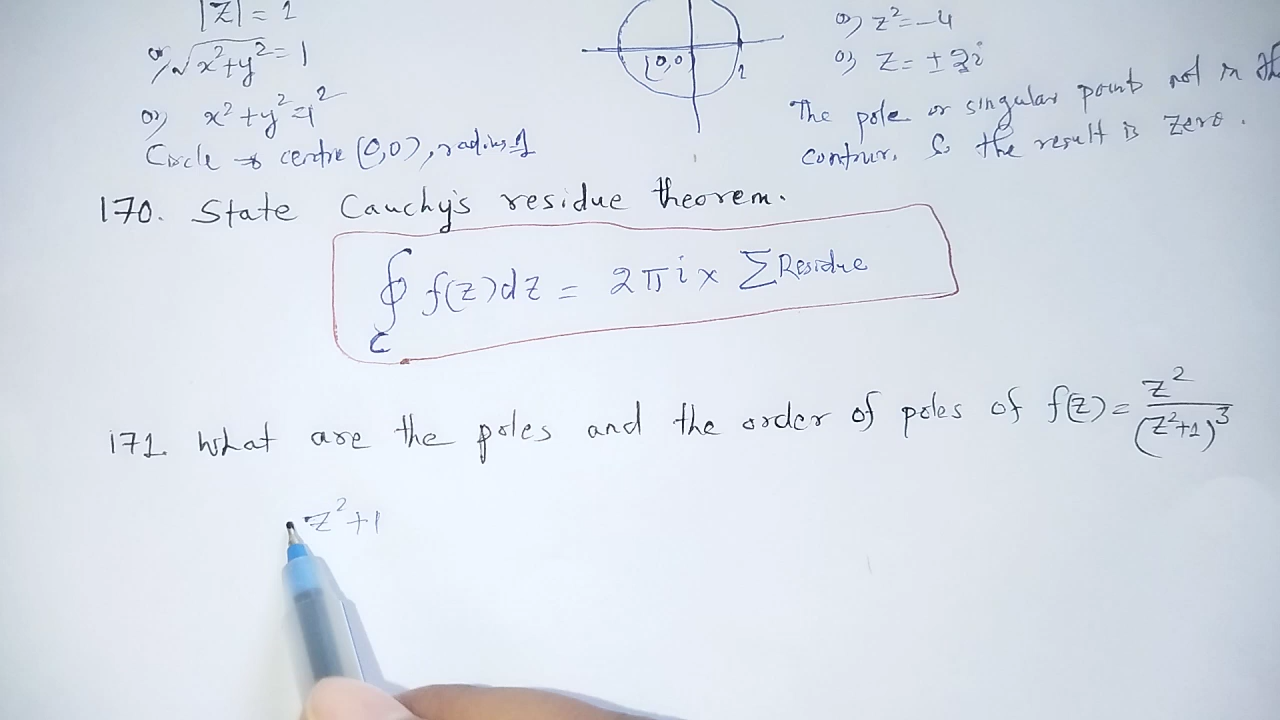 |z| = 1
or, √x²+y² = 1
or, x²+y² = 1²
Circle → centre (0,0), radius 1
(0,0)
1
or, z² = -4
or, z = ± 2i
The pole or singular point not in the
contour. So the result is zero.
170. State Cauchy's residue theorem.
∮_C f(z)dz = 2πi × ΣResidue
171. What are the poles and the order of poles of f(z) = z²/(z²+1)³
z²+1